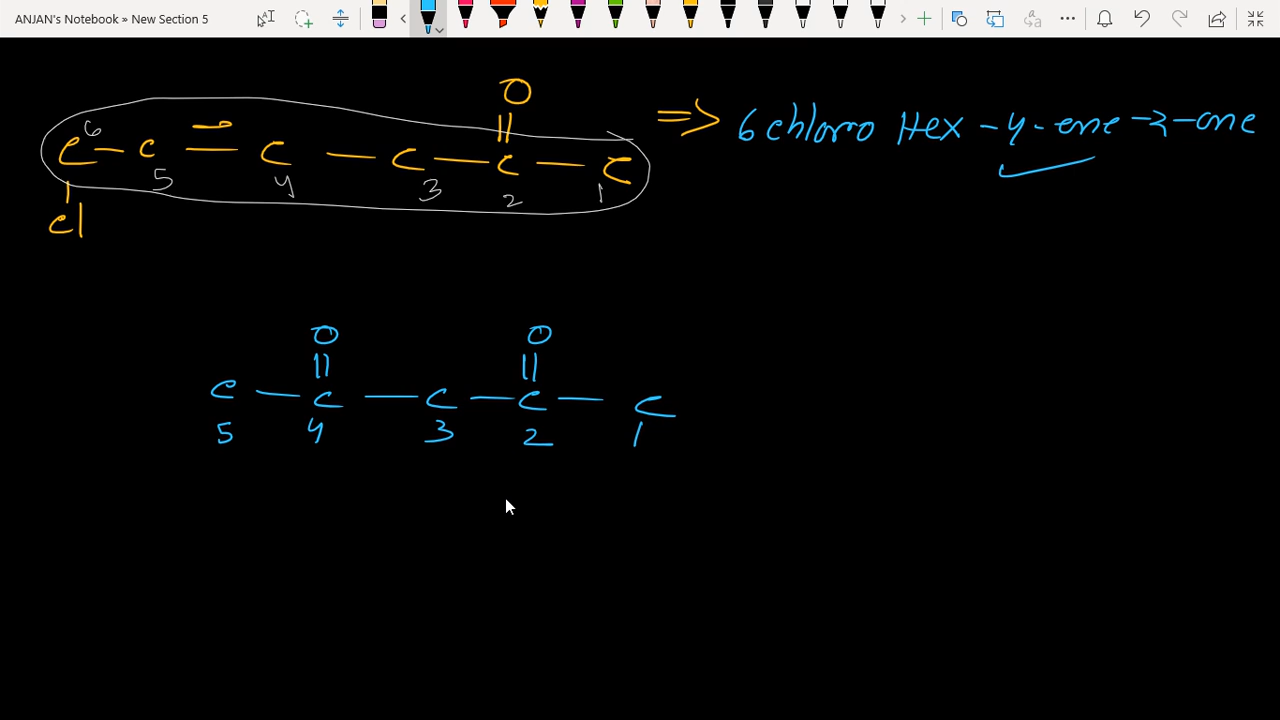 ANJAN's Notebook » New Section 5
O
C — C = C — C — C — C => 6 chloro Hex - 4 - ene - 2 - one
6 5 4 3 2 1
Cl
O O
C — C — C — C — C
5 4 3 2 1